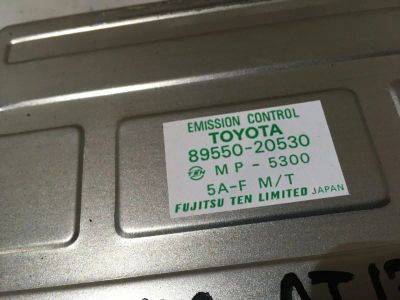 EMISSION CONTROL
TOYOTA
89550-20530
MP-5300
5A-F M/T
FUJITSU TEN LIMITED JAPAN